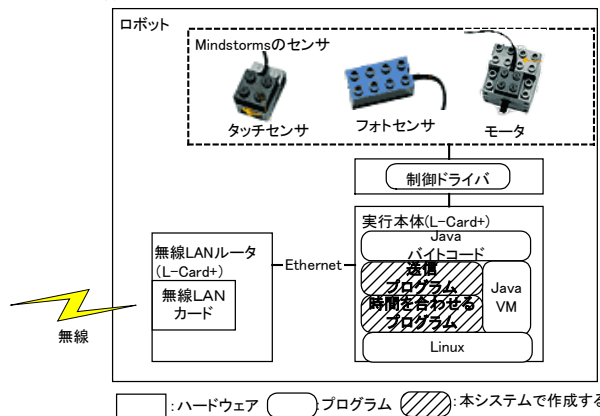 ロボット
Mindstormsのセンサ
タッチセンサ
フォトセンサ
モータ
制御ドライバ
実行本体(L-Card+)
Java
バイトコード
送信
プログラム
時間を合わせる
プログラム
Java
VM
Linux
Ethernet
無線LANルータ
(L-Card+)
無線LAN
カード
無線
:ハードウェア
:プログラム
:本システムで作成する